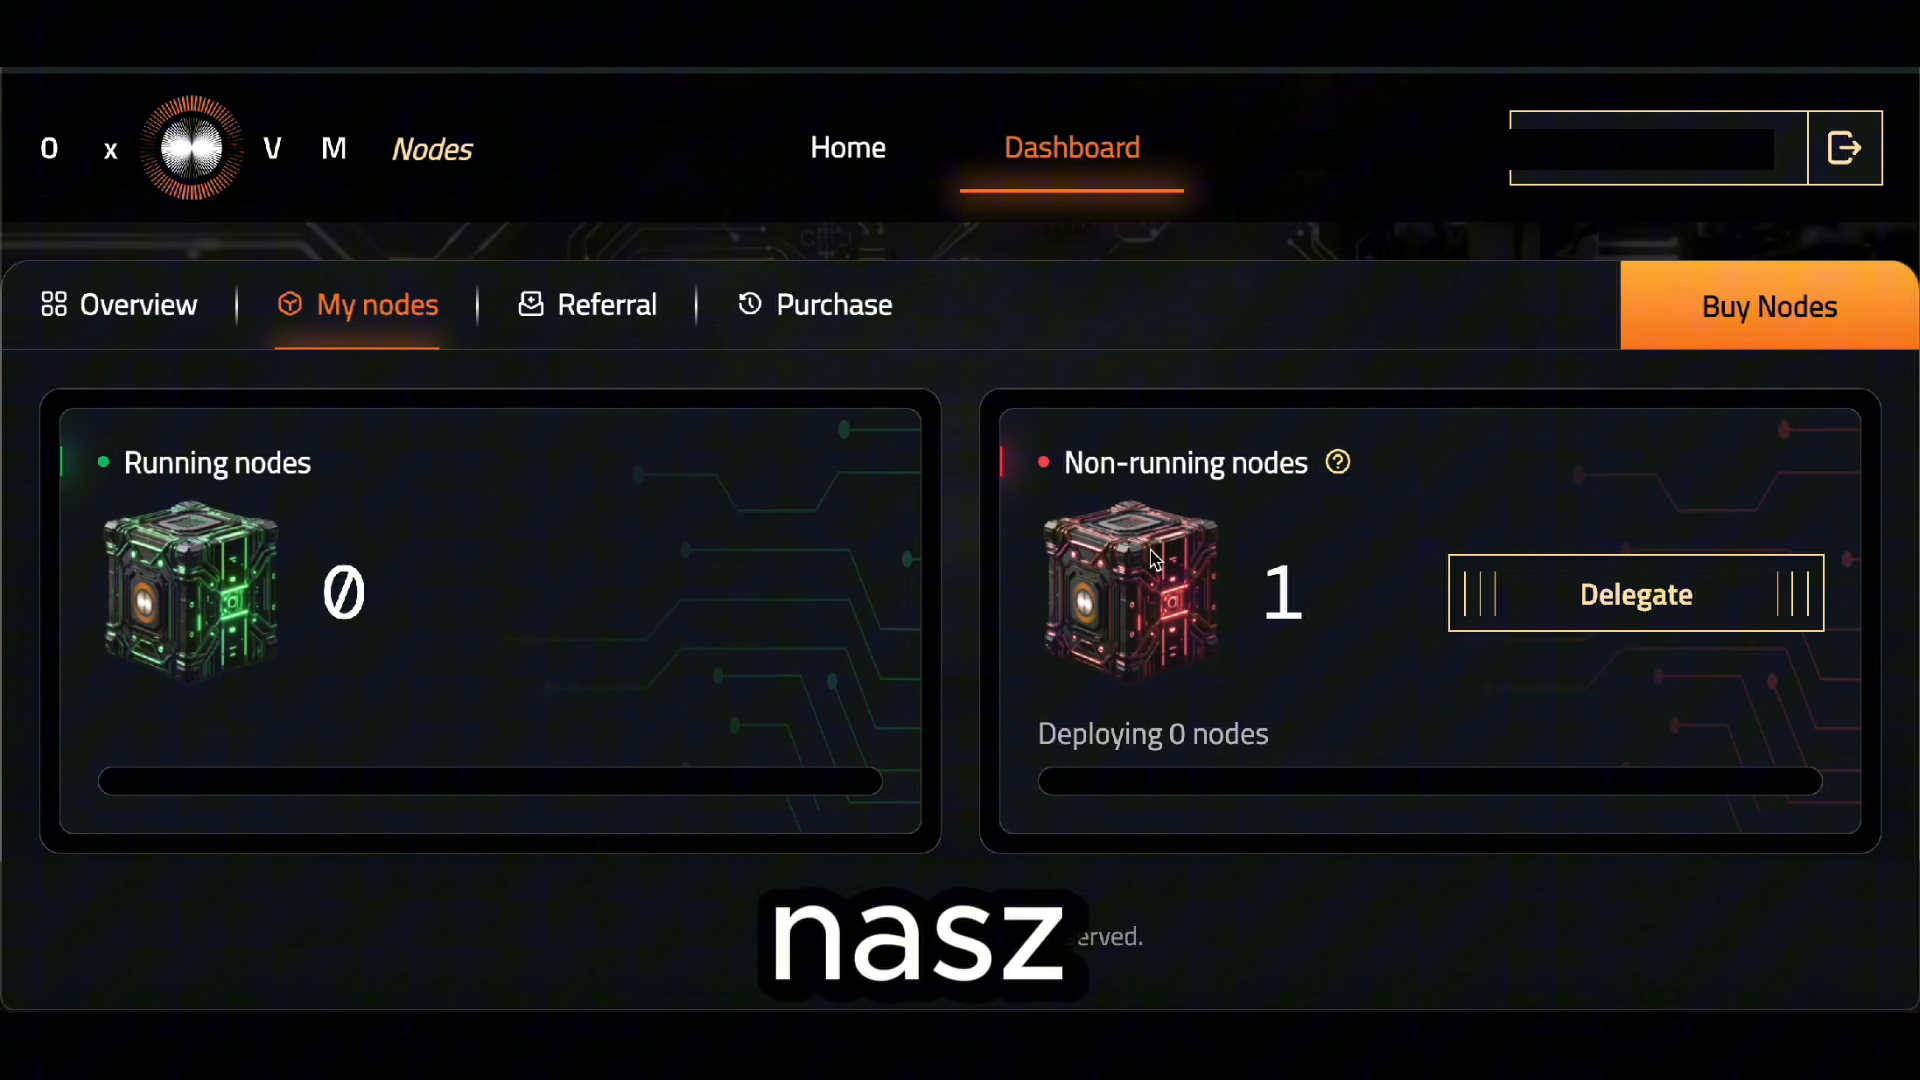 0 x V M Nodes
Home
Dashboard
Overview
My nodes
Referral
Purchase
Buy Nodes
Running nodes
0
Non-running nodes
1
Delegate
Deploying 0 nodes
nasz